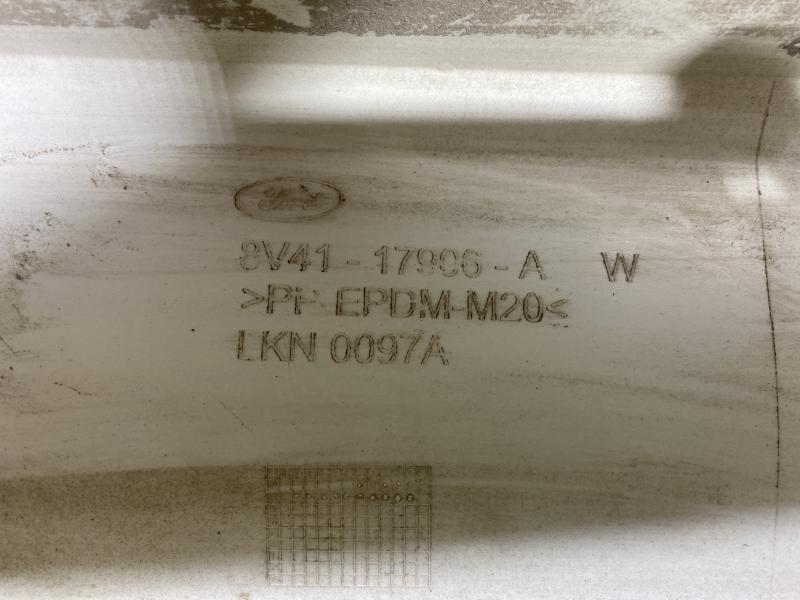 Ford
8V41-17906-A W
>PP-EPDM-M20<
LKN 0097A